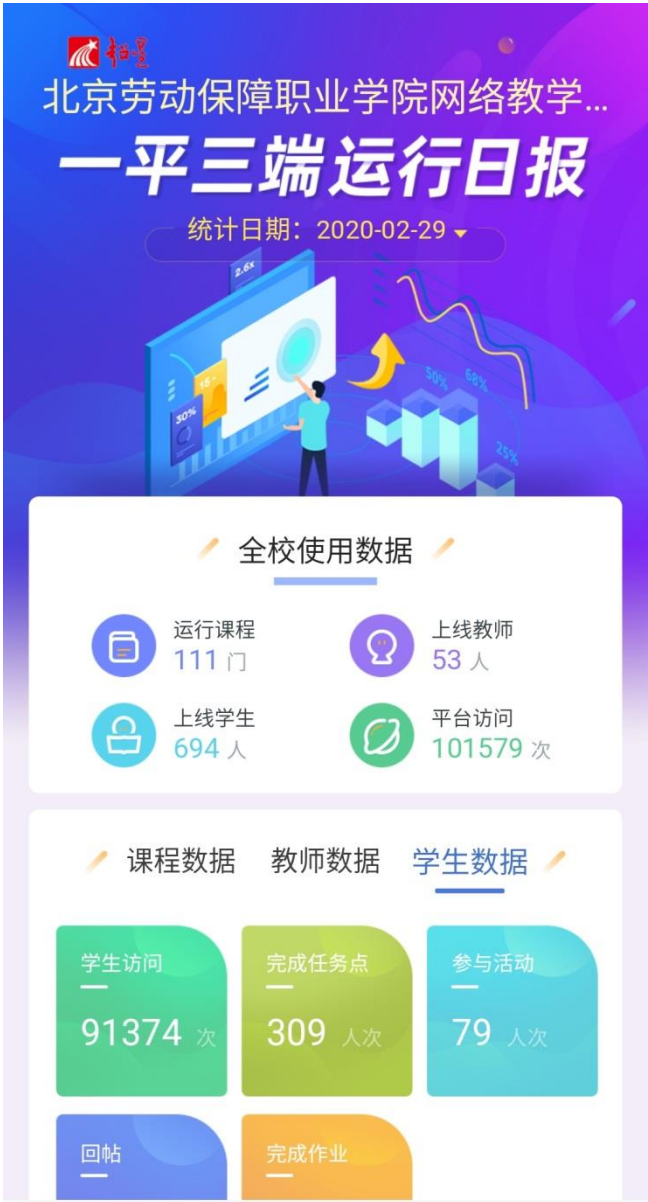 超星
北京劳动保障职业学院网络教学...
一平三端运行日报
统计日期：2020-02-29
2.6x
15
30%
50%
68%
25%
全校使用数据
运行课程
111 门
上线教师
53 人
上线学生
694 人
平台访问
101579 次
课程数据 教师数据 学生数据
学生访问
91374 次
完成任务点
309 人次
参与活动
79 人次
回帖
完成作业